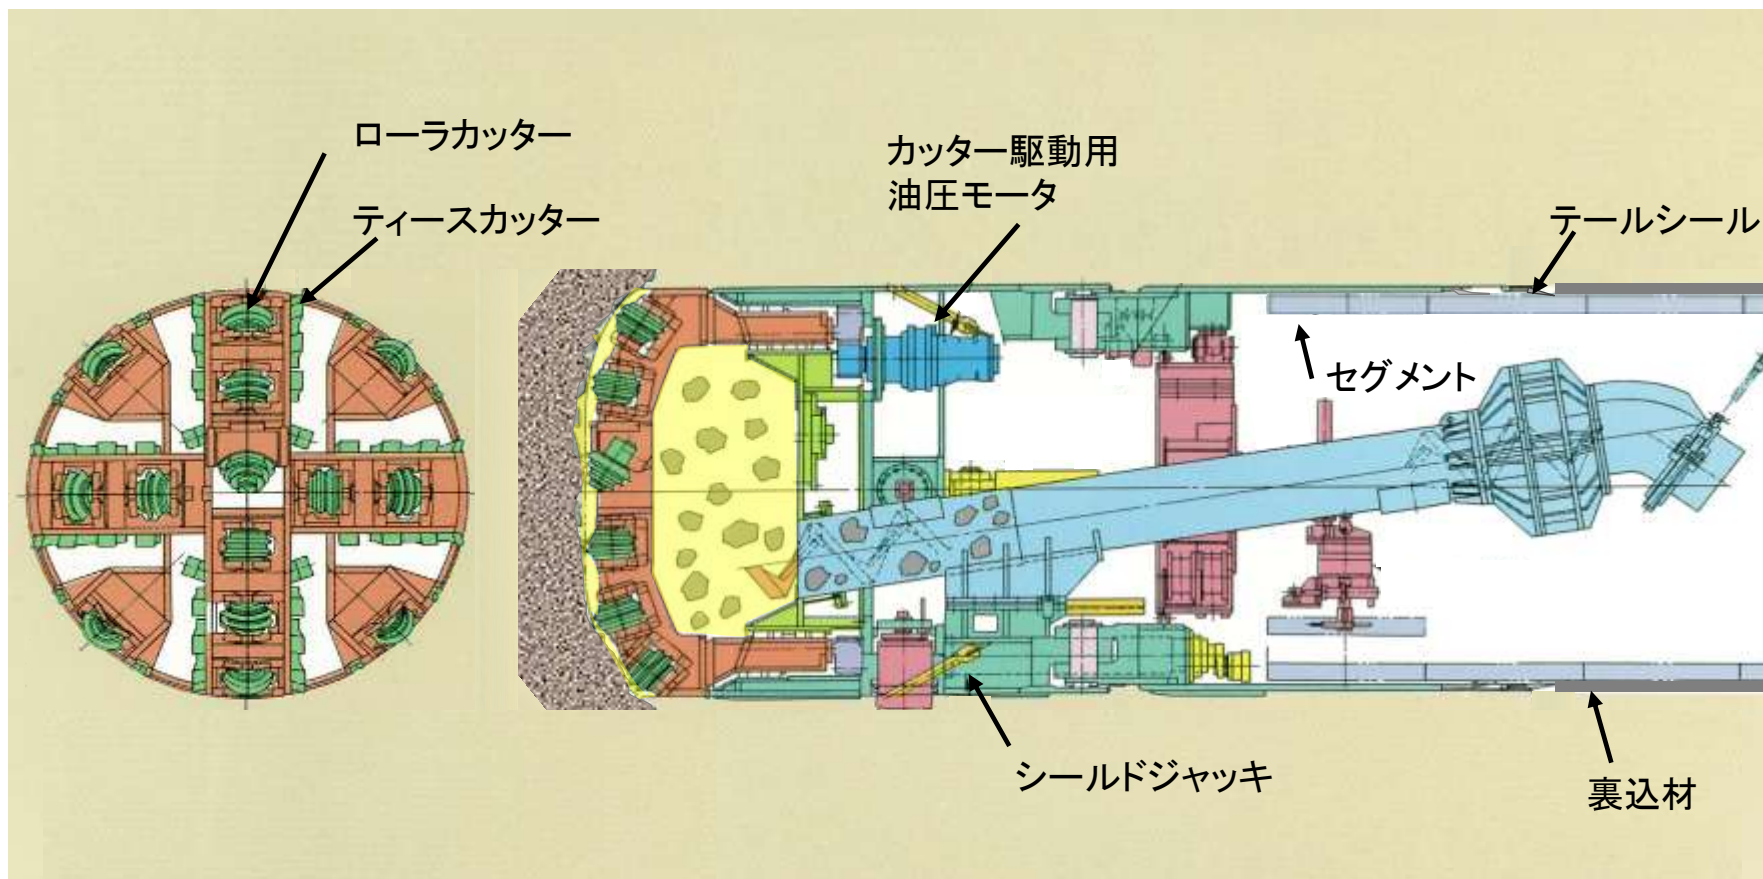 ローラカッター
ティースカッター
カッター駆動用
油圧モータ
テールシール
セグメント
シールドジャッキ
裏込材